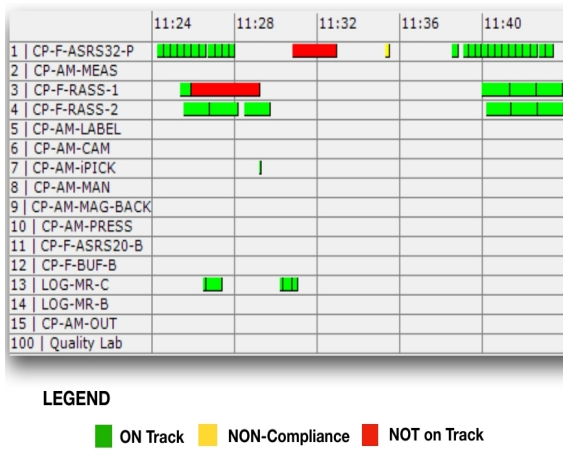 11:24 11:28 11:32 11:36 11:40
1 | CP-F-ASRS32-P
2 | CP-AM-MEAS
3 | CP-F-RASS-1
4 | CP-F-RASS-2
5 | CP-AM-LABEL
6 | CP-AM-CAM
7 | CP-AM-iPICK
8 | CP-AM-MAN
9 | CP-AM-MAG-BACK
10 | CP-AM-PRESS
11 | CP-F-ASRS20-B
12 | CP-F-BUF-B
13 | LOG-MR-C
14 | LOG-MR-B
15 | CP-AM-OUT
100 | Quality Lab
LEGEND
ON Track NON-Compliance NOT on Track